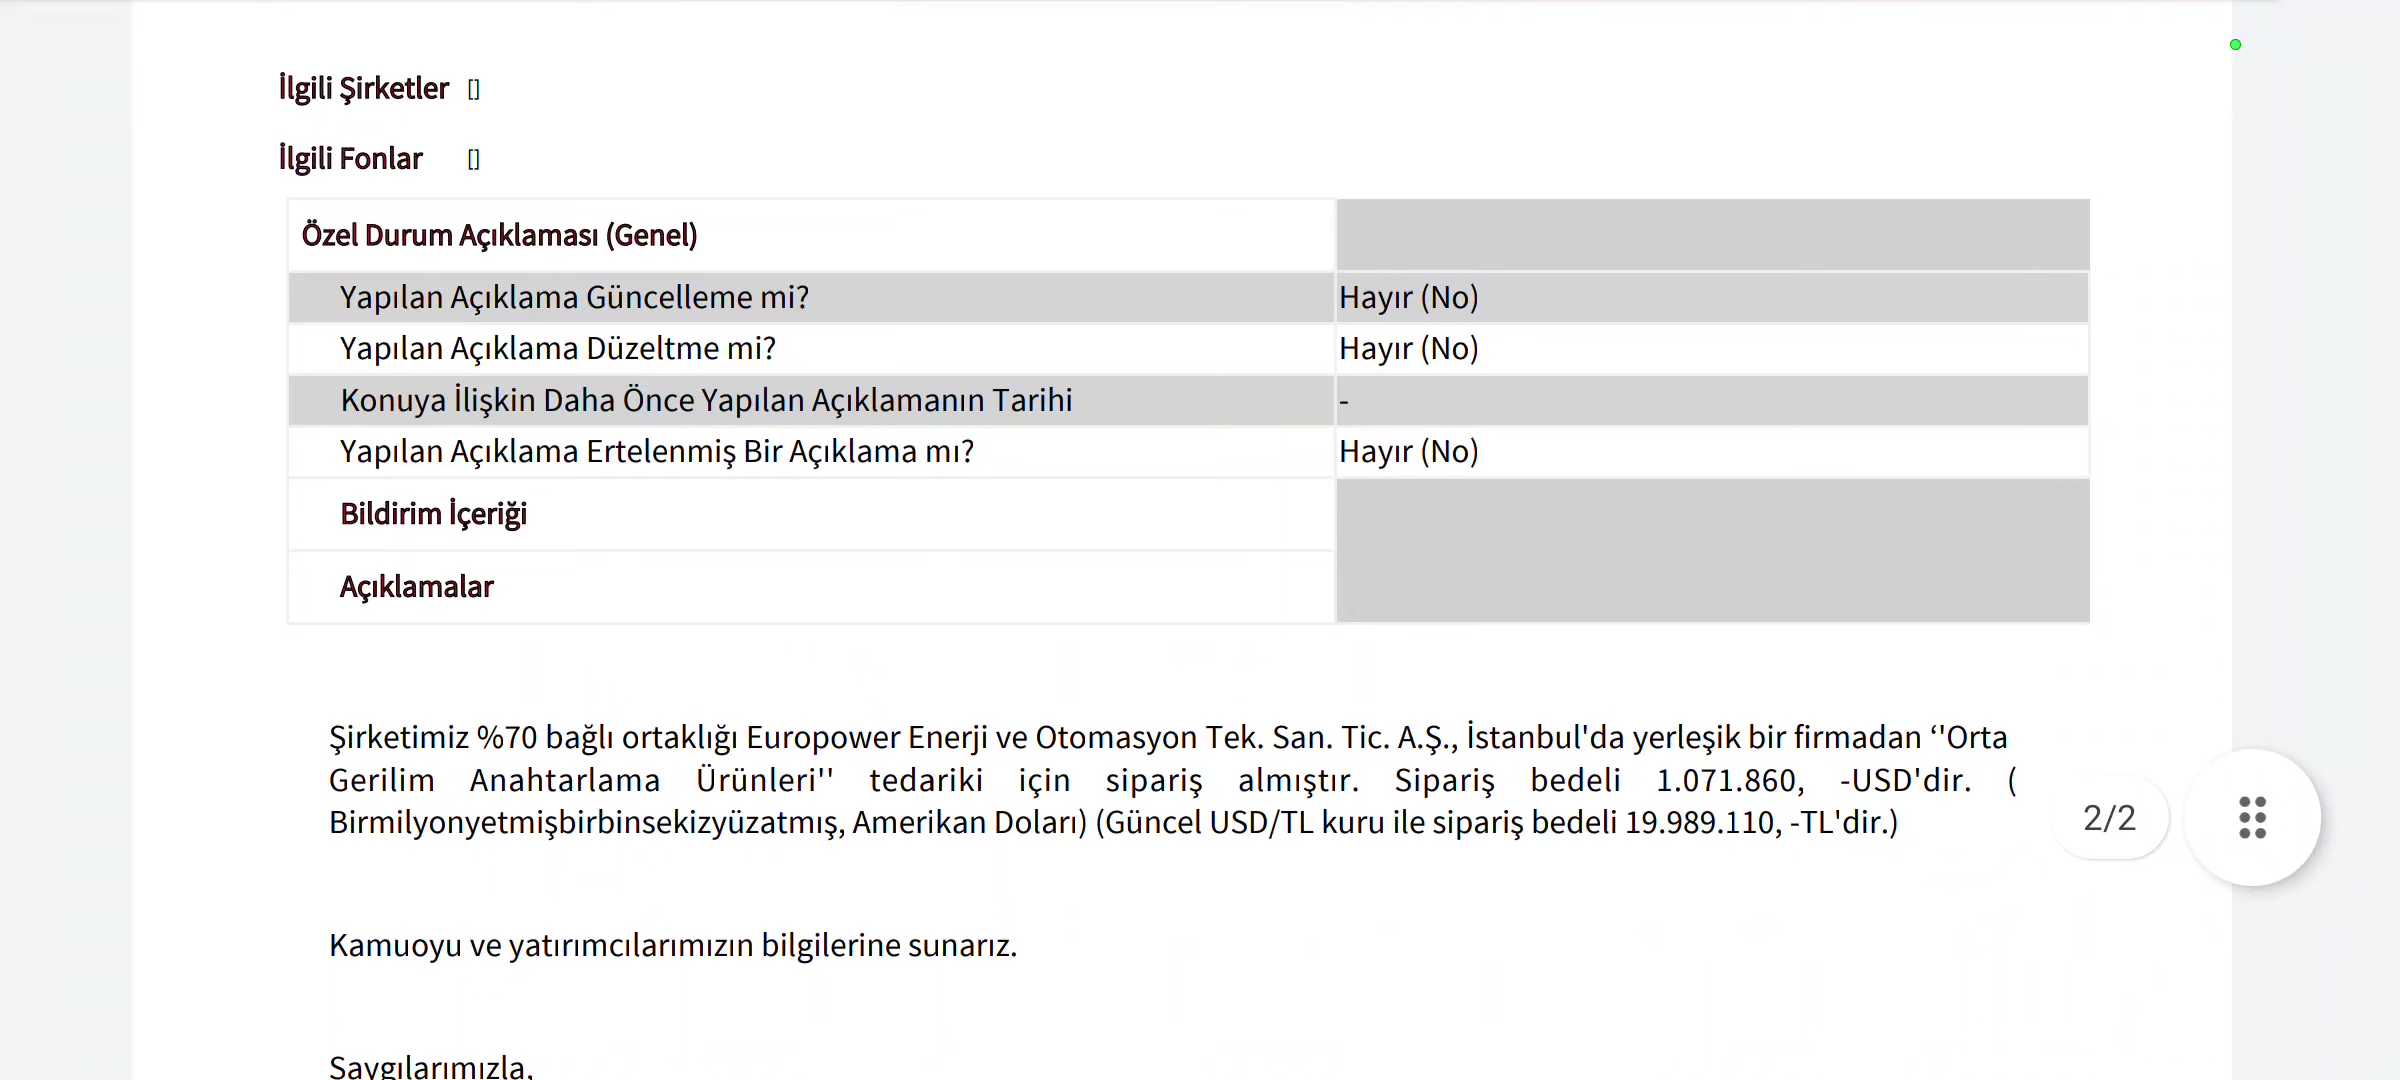 İlgili Şirketler []
İlgili Fonlar []
Özel Durum Açıklaması (Genel)
Yapılan Açıklama Güncelleme mi? Hayır (No)
Yapılan Açıklama Düzeltme mi? Hayır (No)
Konuya İlişkin Daha Önce Yapılan Açıklamanın Tarihi -
Yapılan Açıklama Ertelenmiş Bir Açıklama mı? Hayır (No)
Bildirim İçeriği
Açıklamalar
Şirketimiz %70 bağlı ortaklığı Europower Enerji ve Otomasyon Tek. San. Tic. A.Ş., İstanbul'da yerleşik bir firmadan ‘'Orta
Gerilim Anahtarlama Ürünleri'' tedariki için sipariş almıştır. Sipariş bedeli 1.071.860, -USD'dir. (
Birmilyonyetmişbirbinsekizyüzatmış, Amerikan Doları) (Güncel USD/TL kuru ile sipariş bedeli 19.989.110, -TL'dir.)
2/2
Kamuoyu ve yatırımcılarımızın bilgilerine sunarız.
Saygılarımızla,